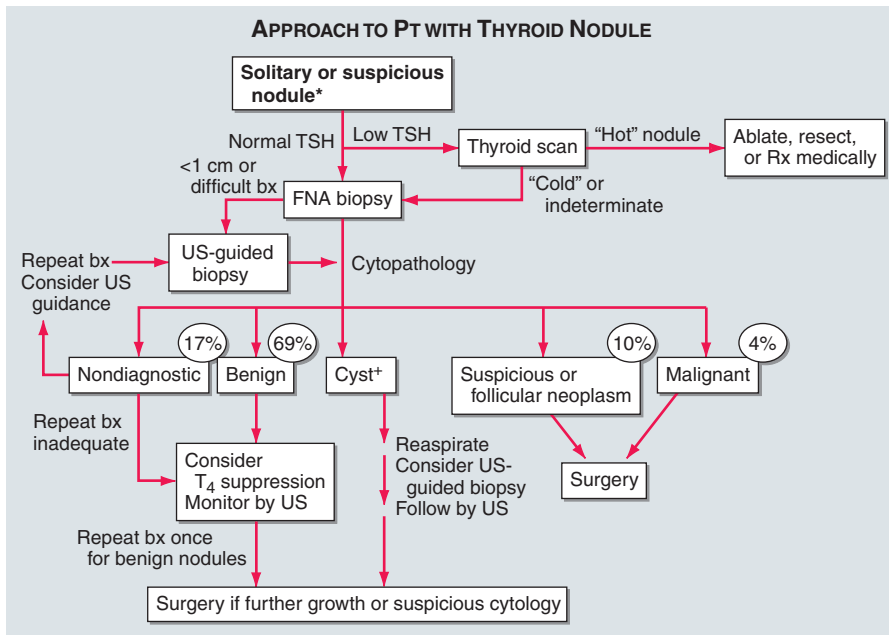 APPROACH TO PT WITH THYROID NODULE
Solitary or suspicious
nodule*
Normal TSH
Low TSH
Thyroid scan
“Hot” nodule
Ablate, resect,
or Rx medically
<1 cm or
difficult bx
FNA biopsy
“Cold” or
indeterminate
Repeat bx
Consider US
guidance
US-guided
biopsy
Cytopathology
17%
Nondiagnostic
69%
Benign
Cyst+
10%
Suspicious or
follicular neoplasm
4%
Malignant
Repeat bx
inadequate
Consider
T4 suppression
Monitor by US
Reaspirate
Consider US-
guided biopsy
Follow by US
Surgery
Repeat bx once
for benign nodules
Surgery if further growth or suspicious cytology